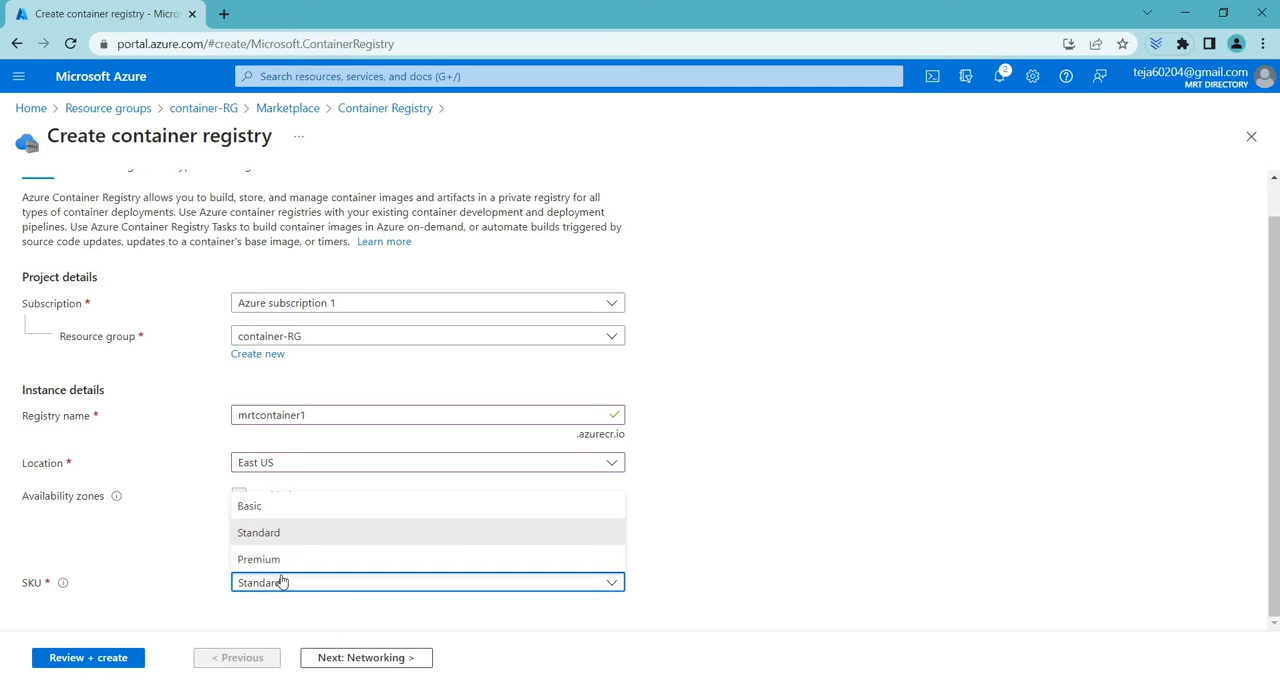 Create container registry - Micros
portal.azure.com/#create/Microsoft.ContainerRegistry
Microsoft Azure
Search resources, services, and docs (G+/)
2
teja60204@gmail.com
MRT DIRECTORY
Home > Resource groups > container-RG > Marketplace > Container Registry >
Create container registry ...
Azure Container Registry allows you to build, store, and manage container images and artifacts in a private registry for all
types of container deployments. Use Azure container registries with your existing container development and deployment
pipelines. Use Azure Container Registry Tasks to build container images in Azure on-demand, or automate builds triggered by
source code updates, updates to a container's base image, or timers. Learn more
Project details
Subscription *
Azure subscription 1
Resource group *
container-RG
Create new
Instance details
Registry name *
mrtcontainer1
.azurecr.io
Location *
East US
Availability zones
Basic
Standard
Premium
SKU *
Standard
Review + create
< Previous
Next: Networking >